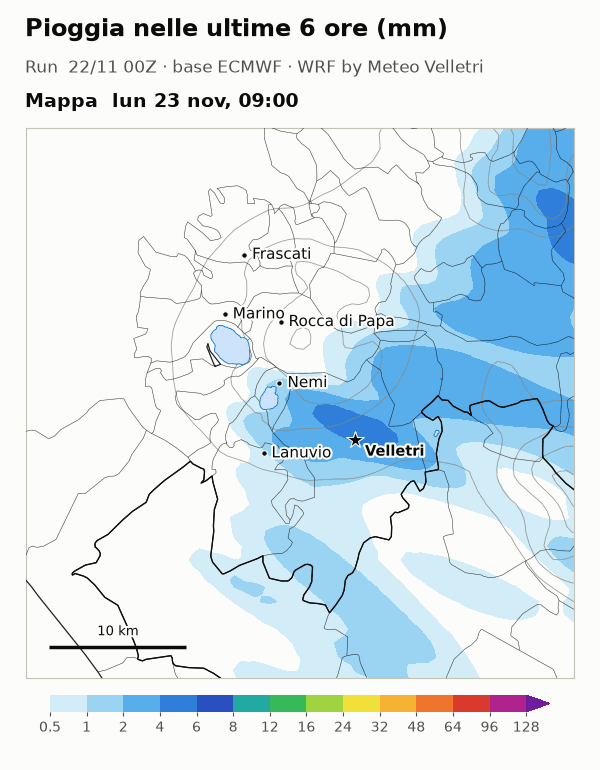 Pioggia nelle ultime 6 ore (mm)
Run  22/11 00Z · base ECMWF · WRF by Meteo Velletri
Mappa  lun 23 nov, 09:00
Frascati
Marino
Rocca di Papa
Nemi
Velletri
Lanuvio
10 km
0.5 1 2 4 6 8 12 16 24 32 48 64 96 128